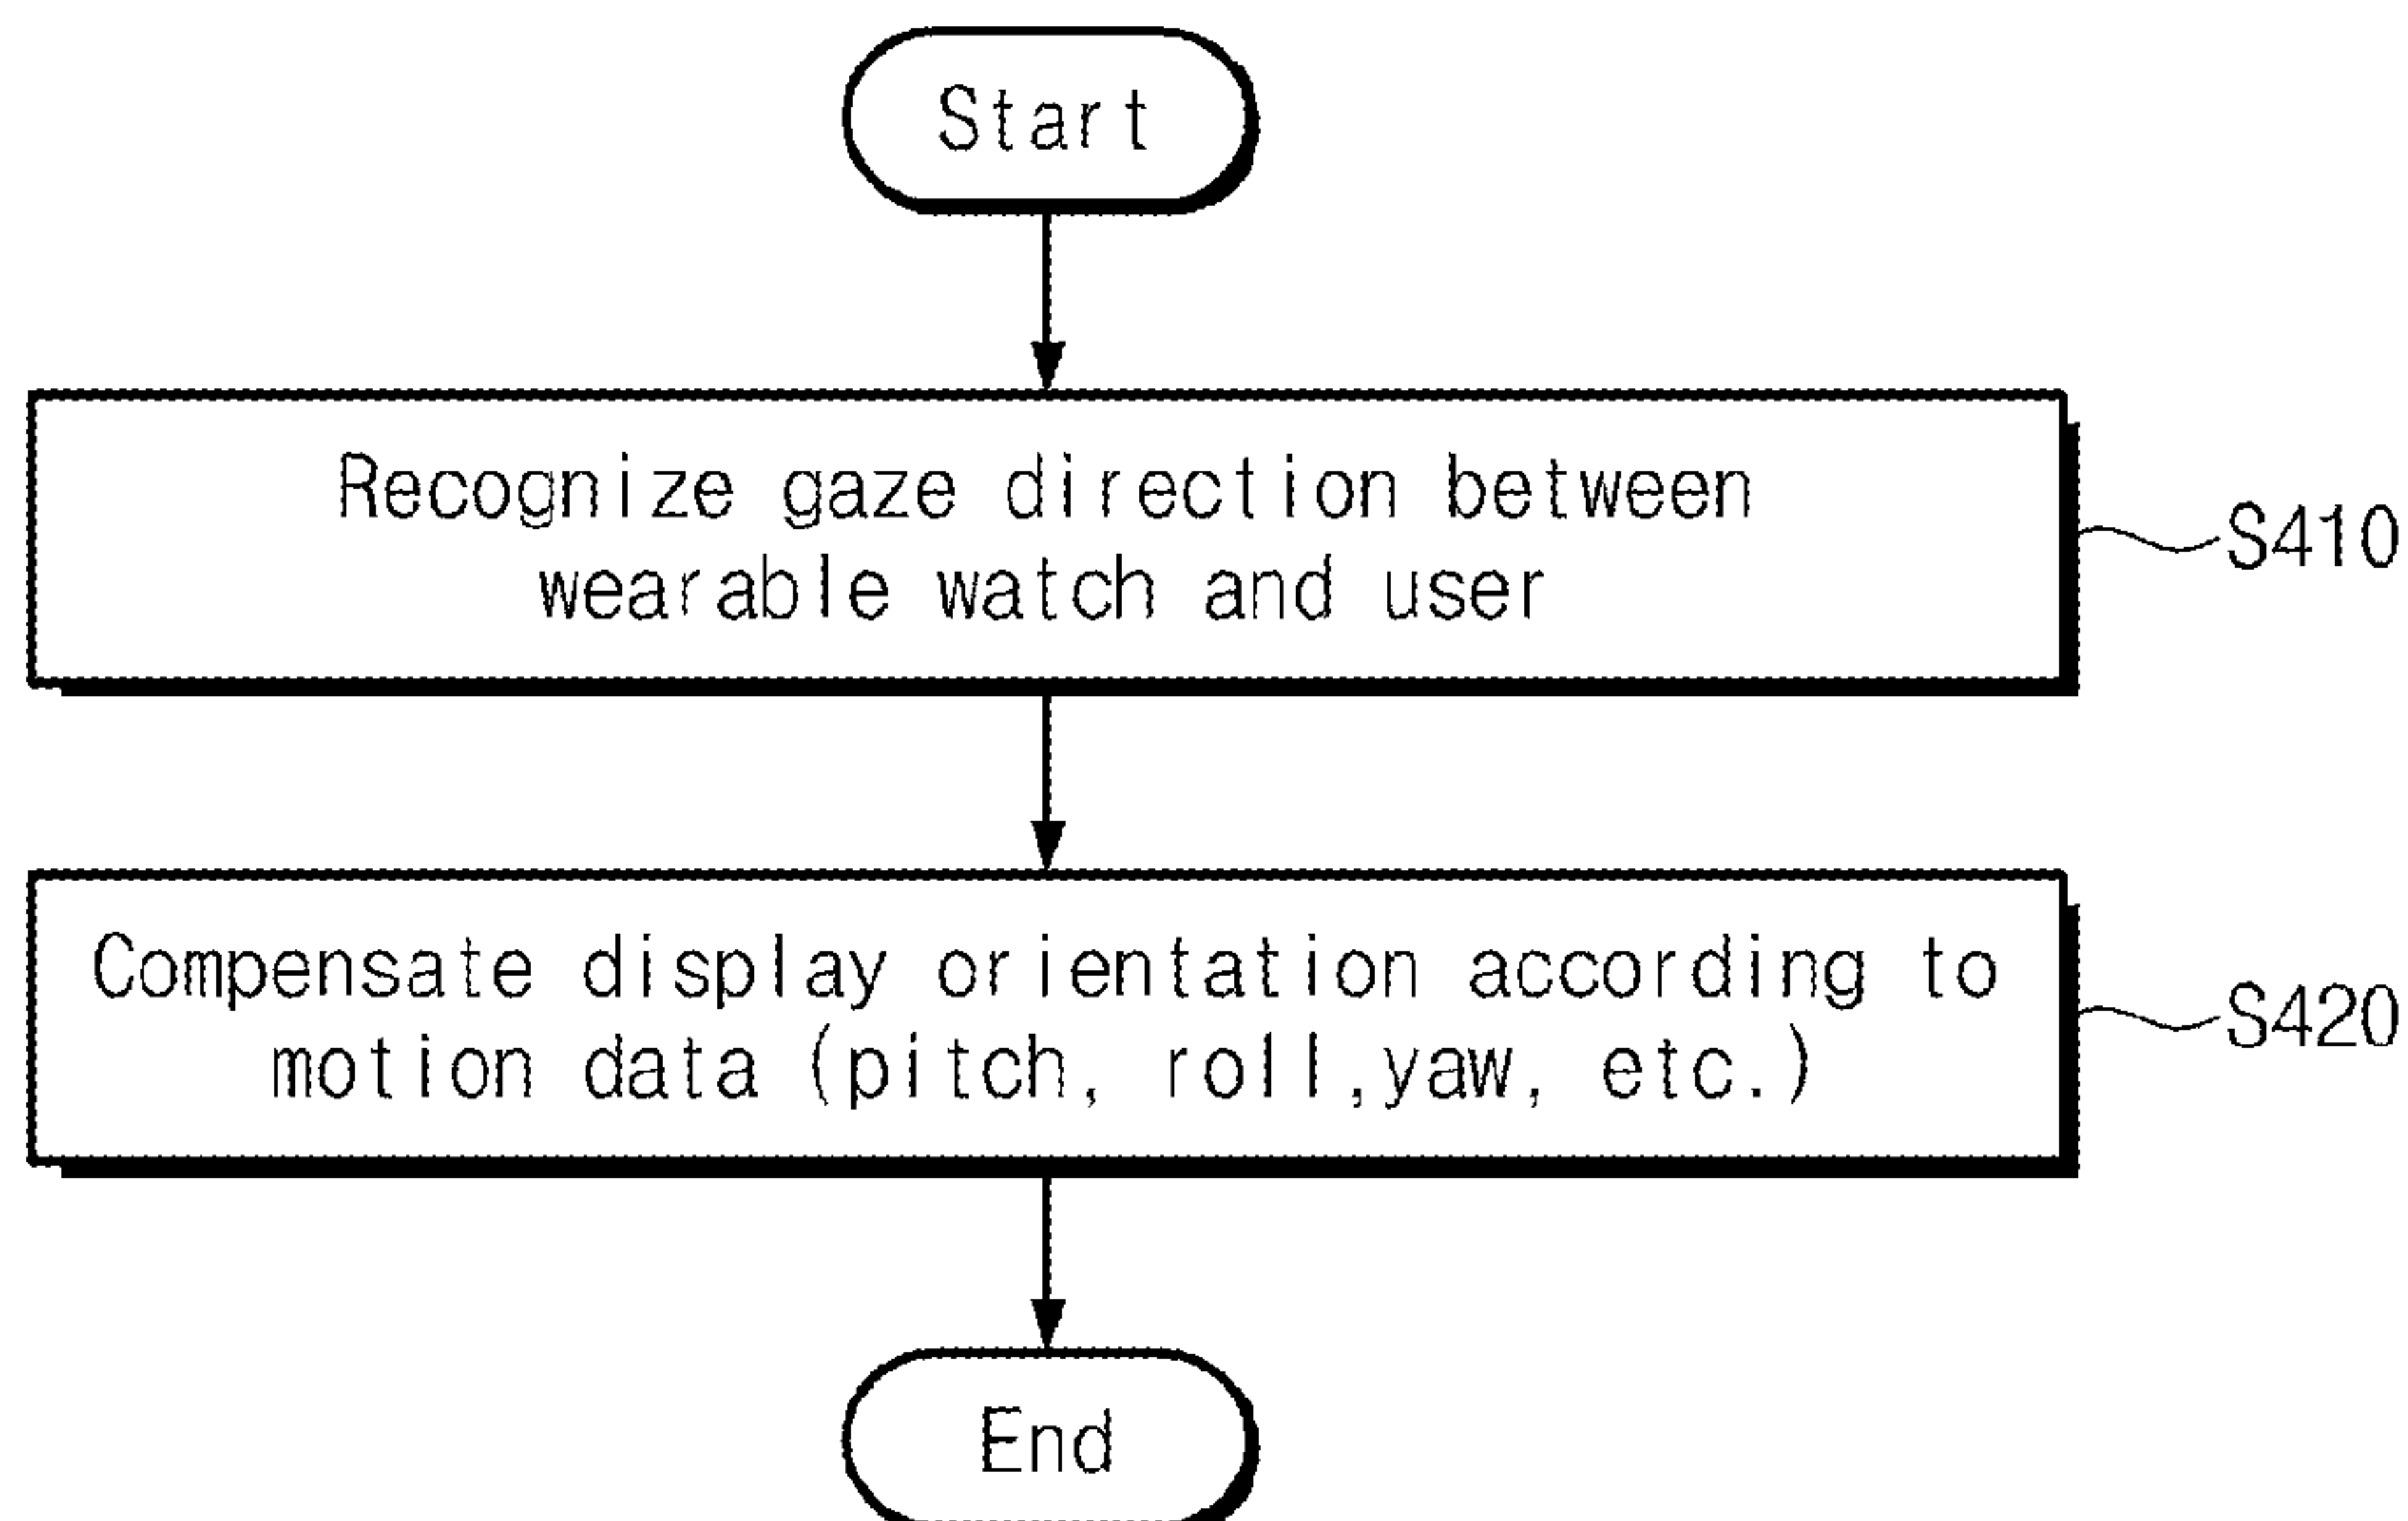 Start
Recognize gaze direction between
wearable watch and user
S410
Compensate display orientation according to
motion data (pitch, roll,yaw, etc.)
S420
End